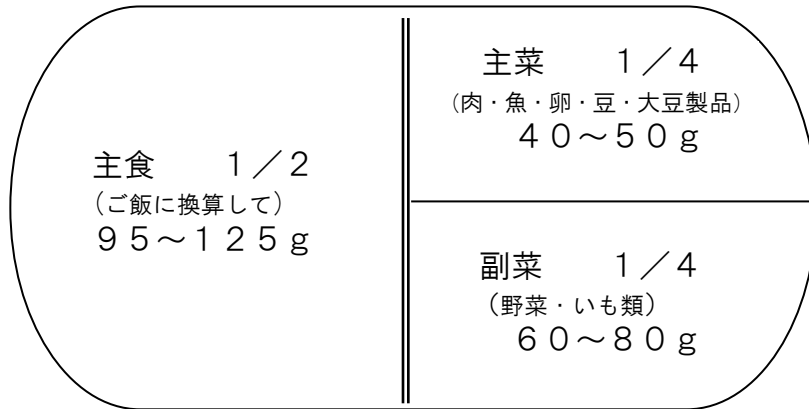 主食　　１／２
（ご飯に換算して）
９５～１２５ｇ
主菜　　１／４
（肉・魚・卵・豆・大豆製品）
４０～５０ｇ
副菜　　１／４
（野菜・いも類）
６０～８０ｇ